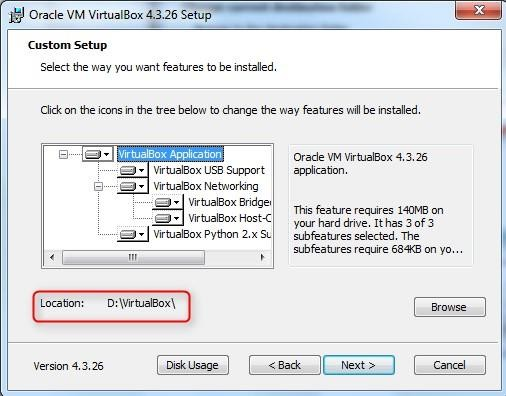 Oracle VM VirtualBox 4.3.26 Setup
Custom Setup
Select the way you want features to be installed.
Click on the icons in the tree below to change the way features will be installed.
VirtualBox Application
VirtualBox USB Support
VirtualBox Networking
VirtualBox Bridge
VirtualBox Host-C
VirtualBox Python 2.x Su
Oracle VM VirtualBox 4.3.26
application.
This feature requires 140MB on
your hard drive. It has 3 of 3
subfeatures selected. The
subfeatures require 684KB on yo...
Location: D:\VirtualBox\
Browse
Version 4.3.26
Disk Usage
< Back
Next >
Cancel